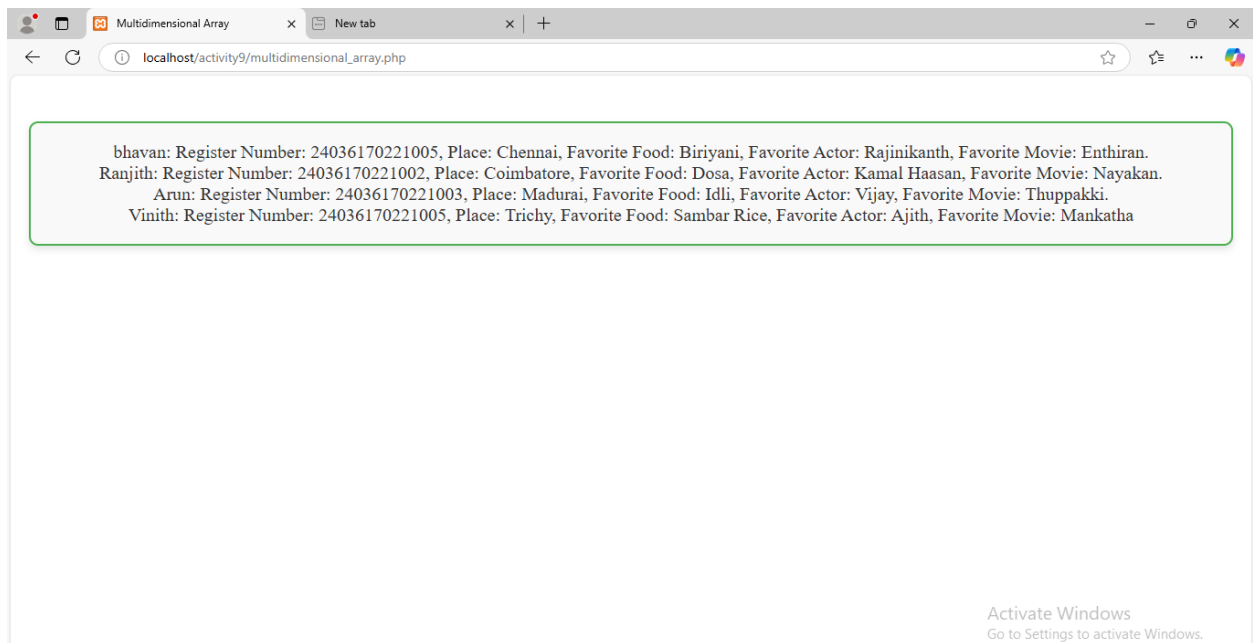 Multidimensional Array
New tab
localhost/activity9/multidimensional_array.php
bhavan: Register Number: 24036170221005, Place: Chennai, Favorite Food: Biriyani, Favorite Actor: Rajinikanth, Favorite Movie: Enthiran.
Ranjith: Register Number: 24036170221002, Place: Coimbatore, Favorite Food: Dosa, Favorite Actor: Kamal Haasan, Favorite Movie: Nayakan.
Arun: Register Number: 24036170221003, Place: Madurai, Favorite Food: Idli, Favorite Actor: Vijay, Favorite Movie: Thuppakki.
Vinith: Register Number: 24036170221005, Place: Trichy, Favorite Food: Sambar Rice, Favorite Actor: Ajith, Favorite Movie: Mankatha
Activate Windows
Go to Settings to activate Windows.